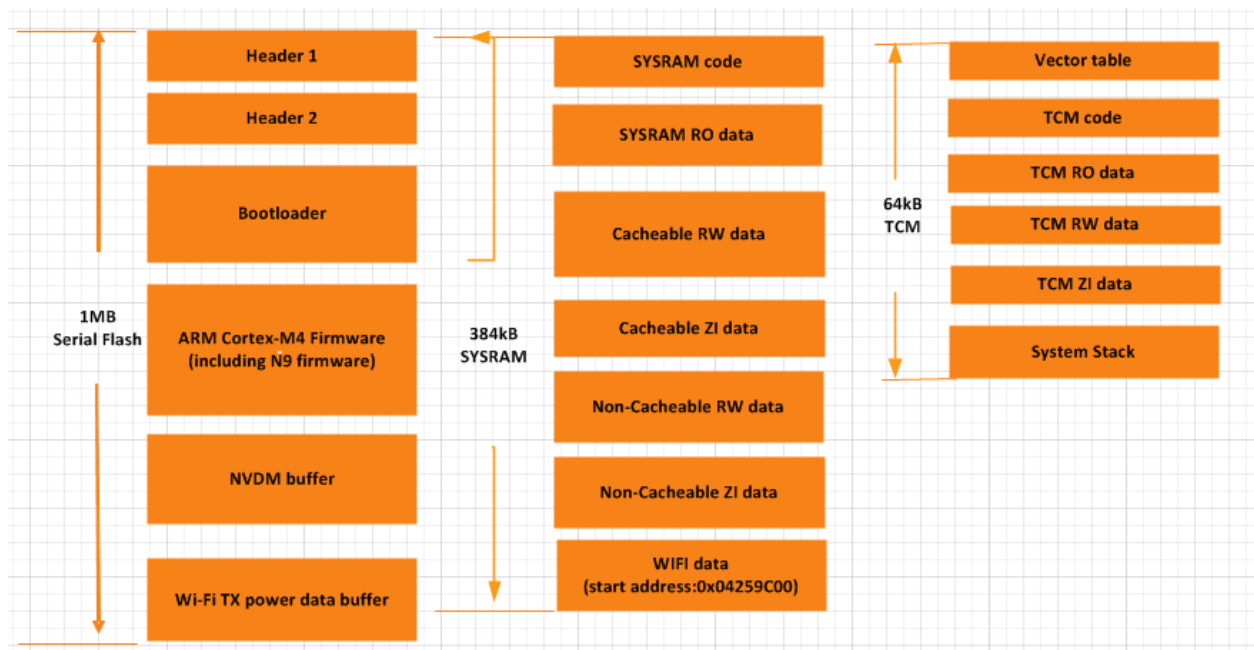 Header 1
Header 2
Bootloader
1MB
Serial Flash
ARM Cortex-M4 Firmware
(including N9 firmware)
NVDM buffer
Wi-Fi TX power data buffer
SYSRAM code
SYSRAM RO data
Cacheable RW data
384kB
SYSRAM
Cacheable ZI data
Non-Cacheable RW data
Non-Cacheable ZI data
WIFI data
(start address:0x04259C00)
Vector table
TCM code
TCM RO data
64kB
TCM
TCM RW data
TCM ZI data
System Stack